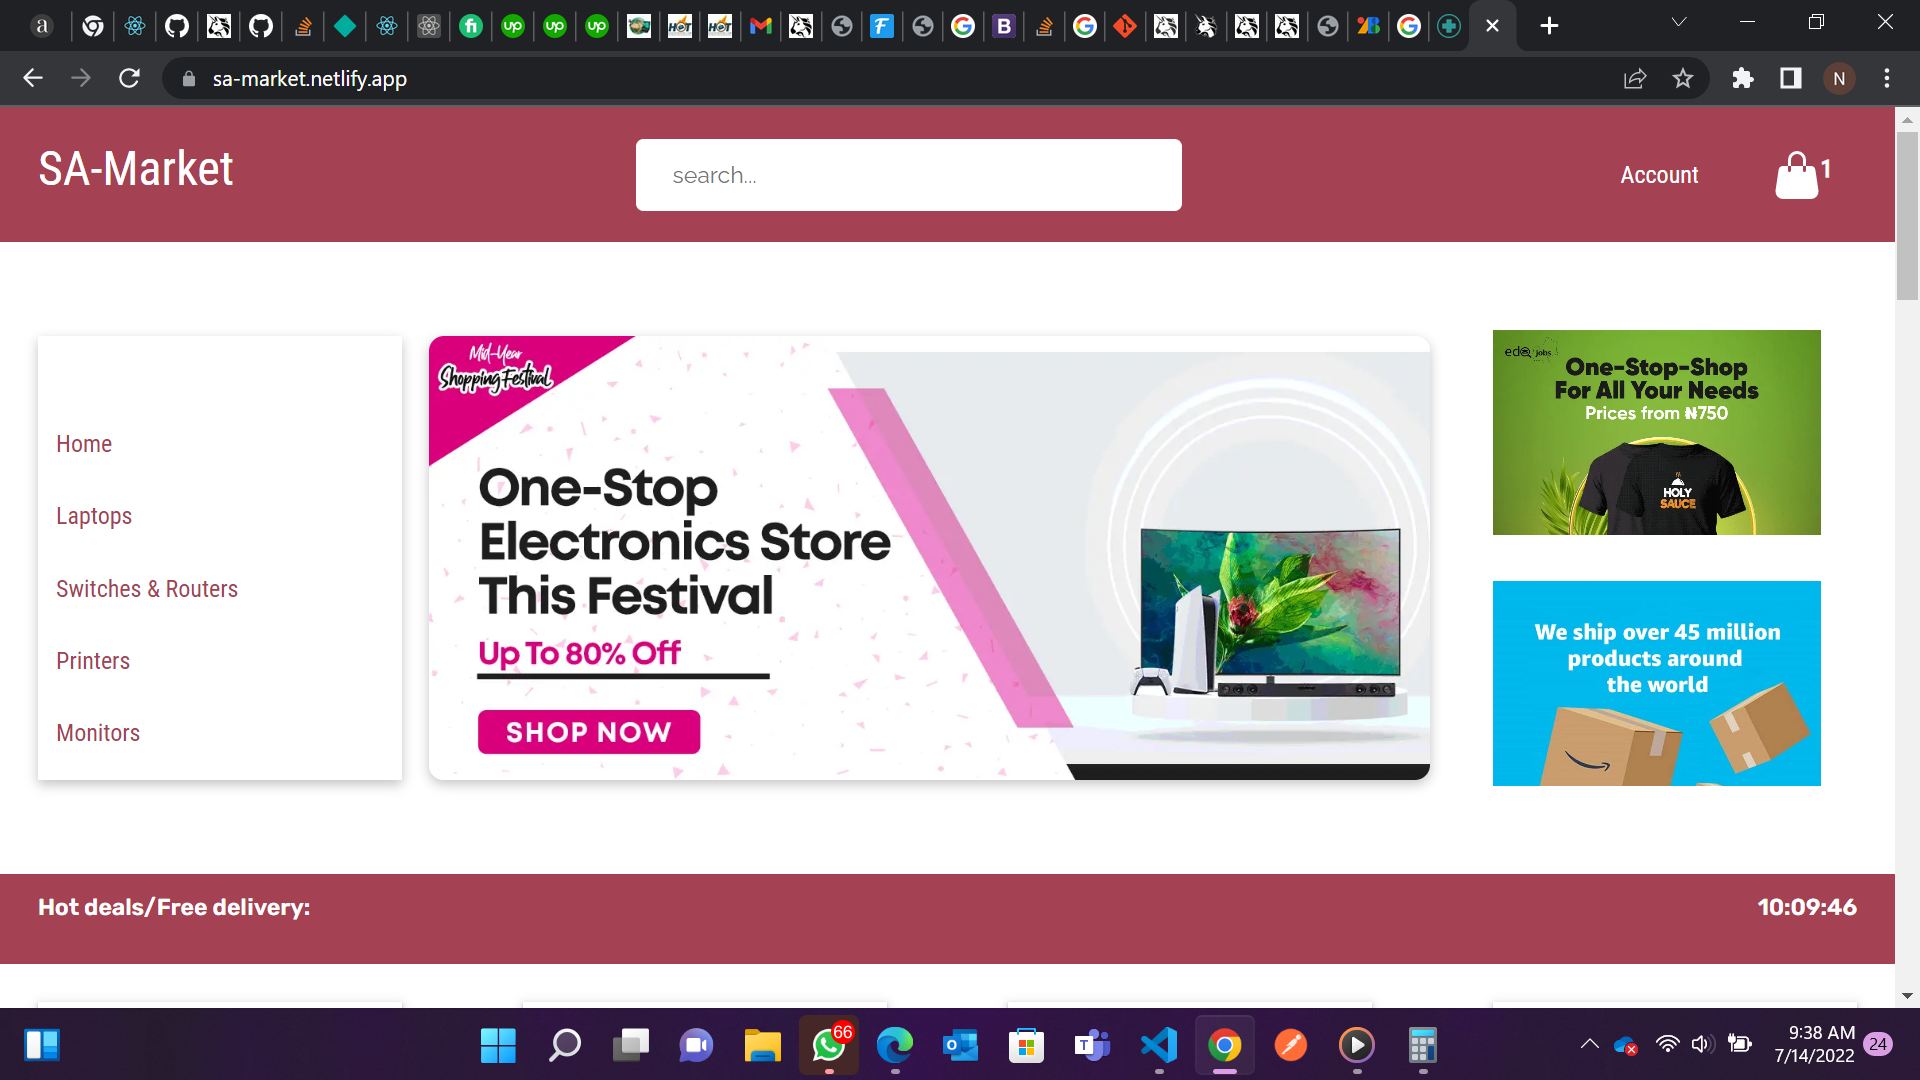 sa-market.netlify.app
N
SA-Market
search...
Account
1
Home
Laptops
Switches & Routers
Printers
Monitors
Mid-Year
Shopping Festival
One-Stop
Electronics Store
This Festival
Up To 80% Off
SHOP NOW
edo jobs
One-Stop-Shop
For All Your Needs
Prices from ₦750
HOLY
SAUCE
We ship over 45 million
products around
the world
Hot deals/Free delivery:
10:09:46
66
9:38 AM
7/14/2022
24